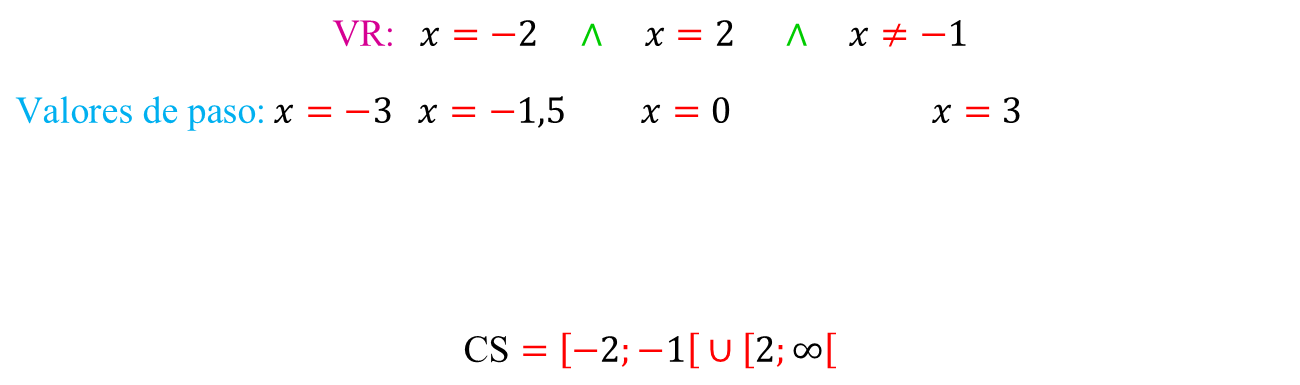 VR: x = −2 ∧ x = 2 ∧ x ≠ −1
Valores de paso: x = −3 x = −1,5 x = 0 x = 3
CS = [−2; −1[ ∪ [2; ∞[